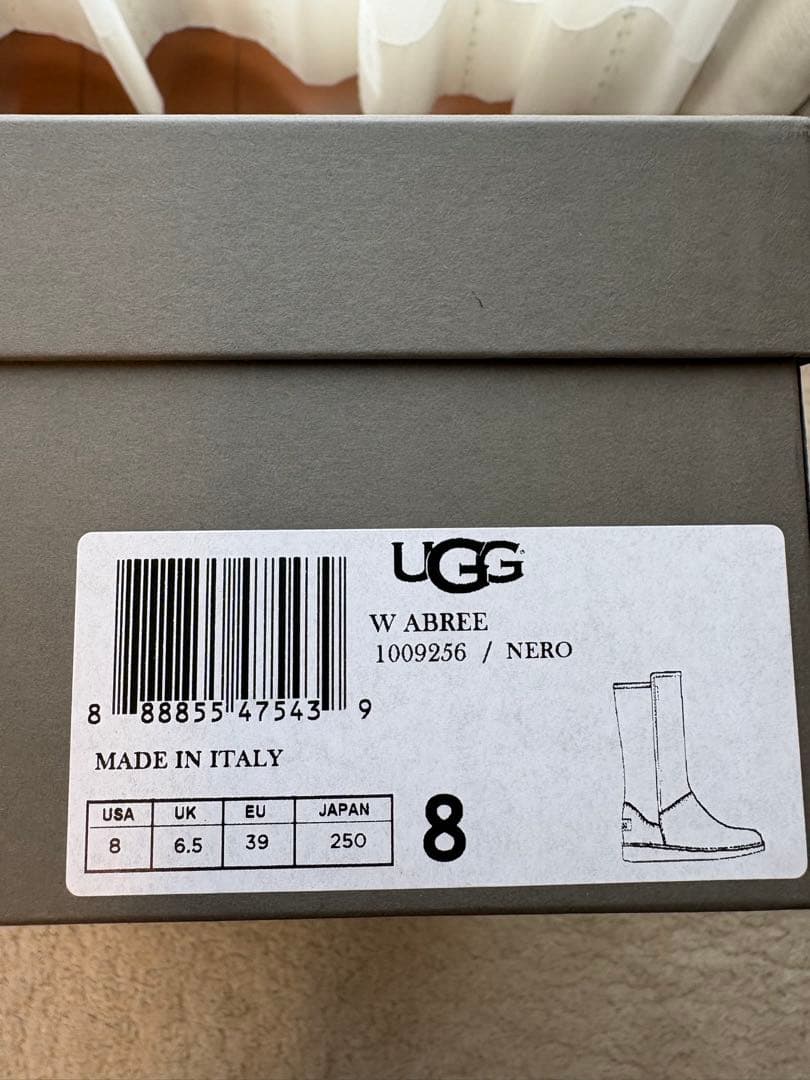 UGG
W ABREE
1009256 / NERO
8 88855 47543 9
MADE IN ITALY
USA UK EU JAPAN
8 6.5 39 250
8